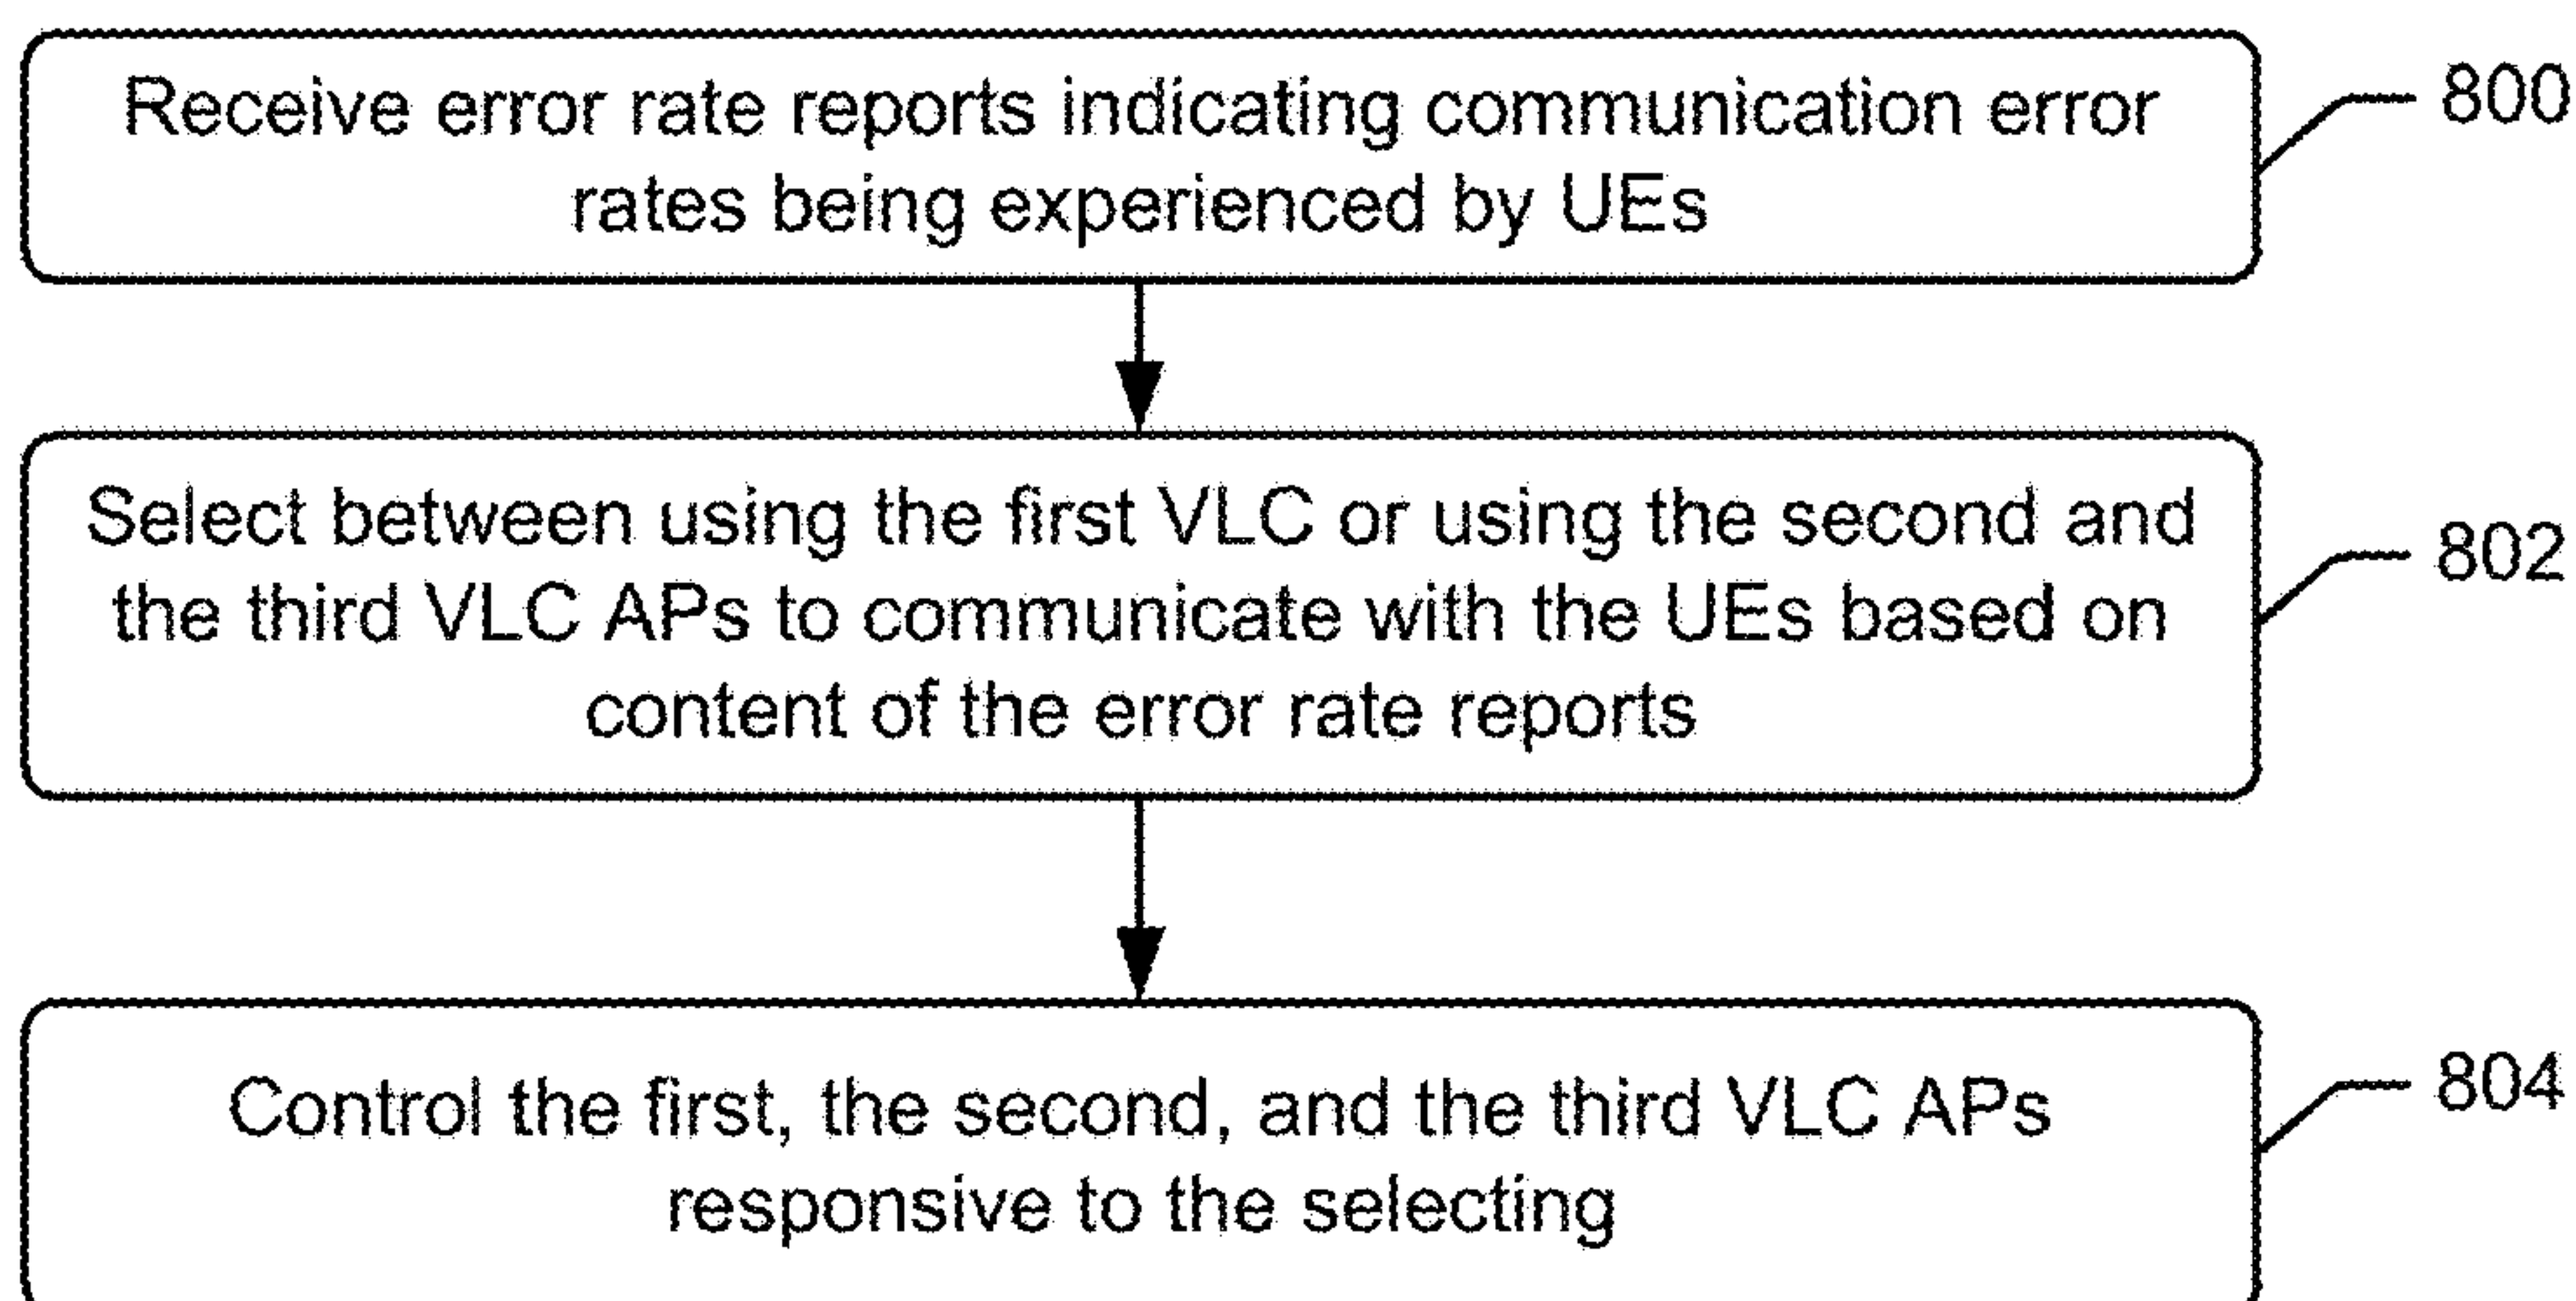 Receive error rate reports indicating communication error
rates being experienced by UEs
800
Select between using the first VLC or using the second and
the third VLC APs to communicate with the UEs based on
content of the error rate reports
802
Control the first, the second, and the third VLC APs
responsive to the selecting
804